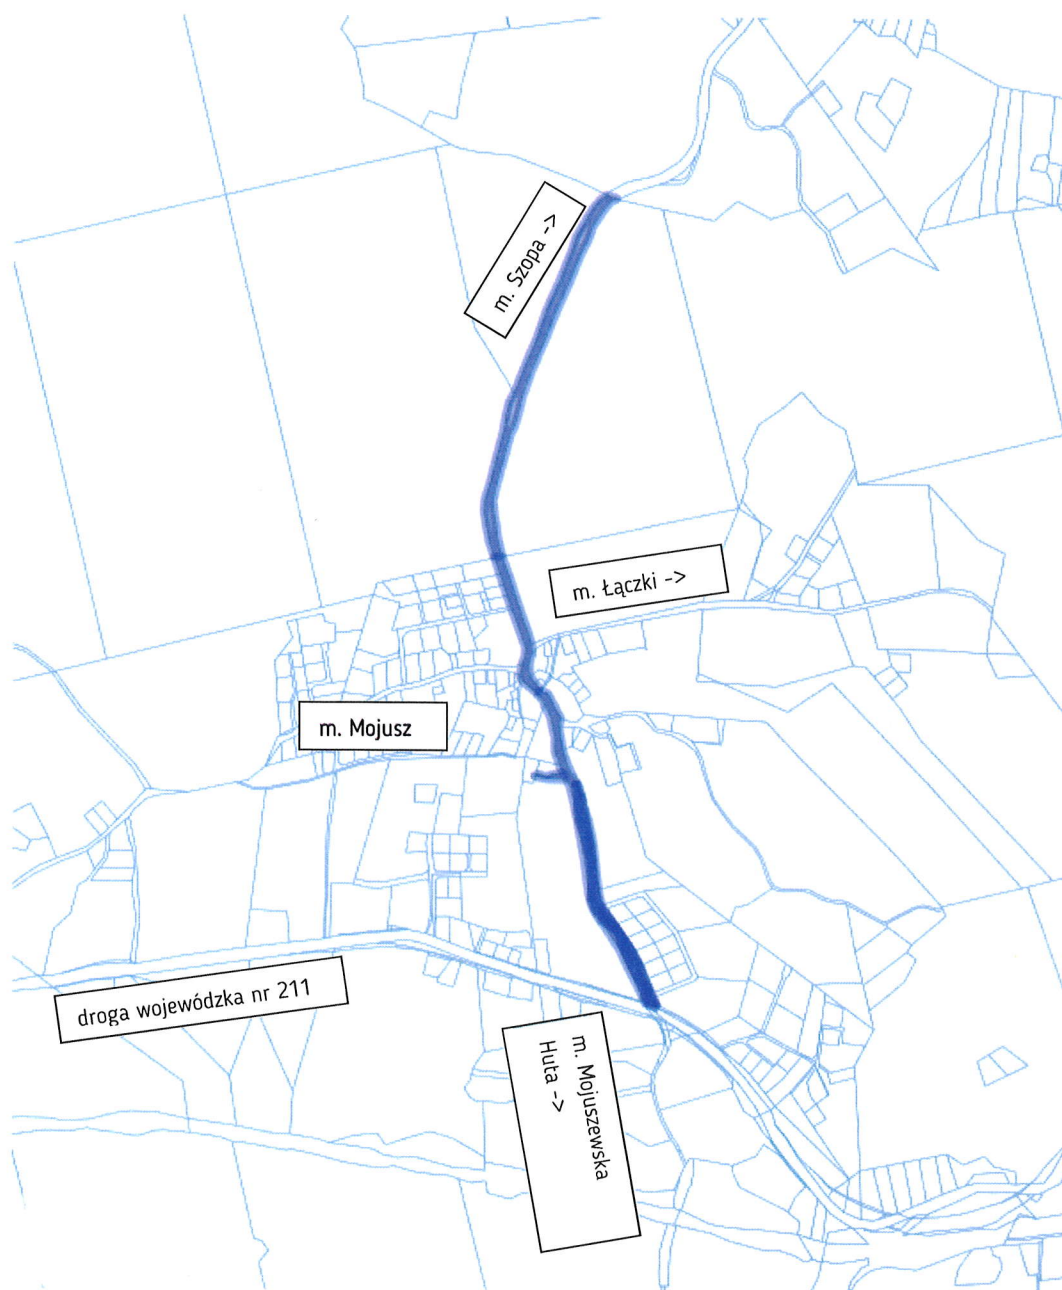 m. Szopa ->
m. Łączki ->
m. Mojusz
droga wojewódzka nr 211
m. Mojuszewska
Huta ->